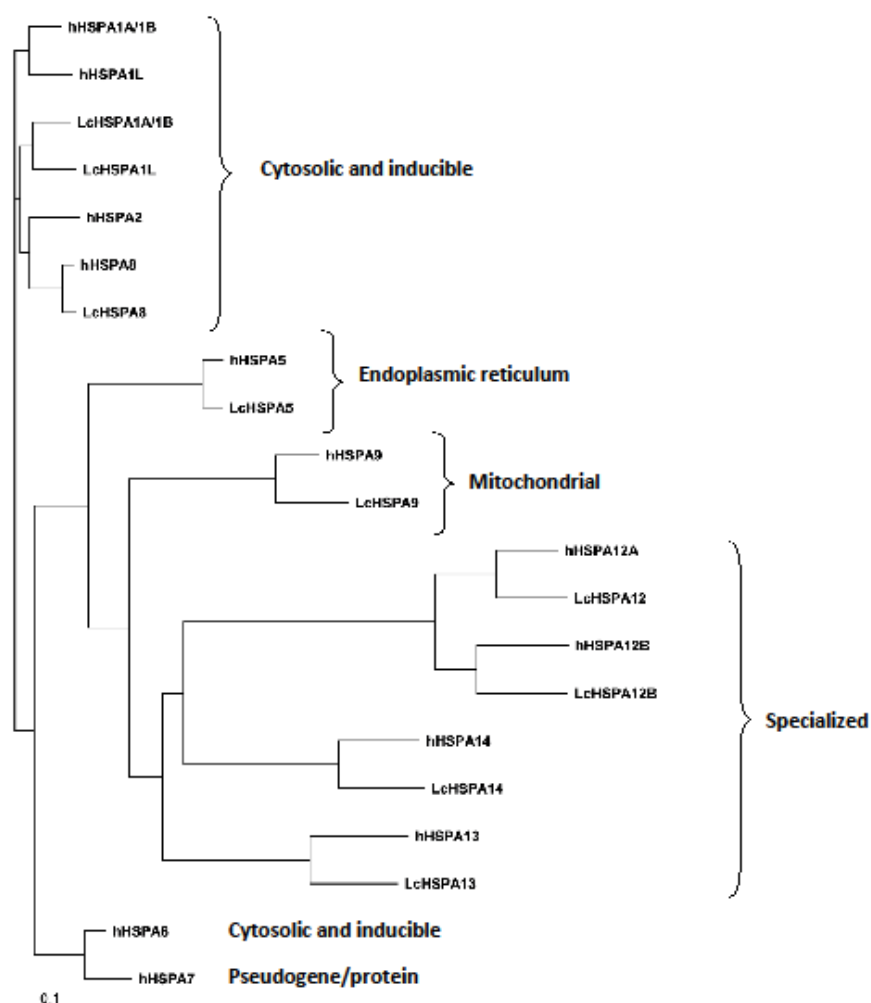 hHSPA1A/1B
hHSPA1L
LcHSPA1A/1B
LcHSPA1L
Cytosolic and inducible
hHSPA2
hHSPA8
LcHSPA8
hHSPA5
Endoplasmic reticulum
LcHSPA5
hHSPA9
Mitochondrial
LcHSPA9
hHSPA12A
LcHSPA12
hHSPA12B
LcHSPA12B
Specialized
hHSPA14
LcHSPA14
hHSPA13
LcHSPA13
hHSPA6 Cytosolic and inducible
hHSPA7 Pseudogene/protein
0.1